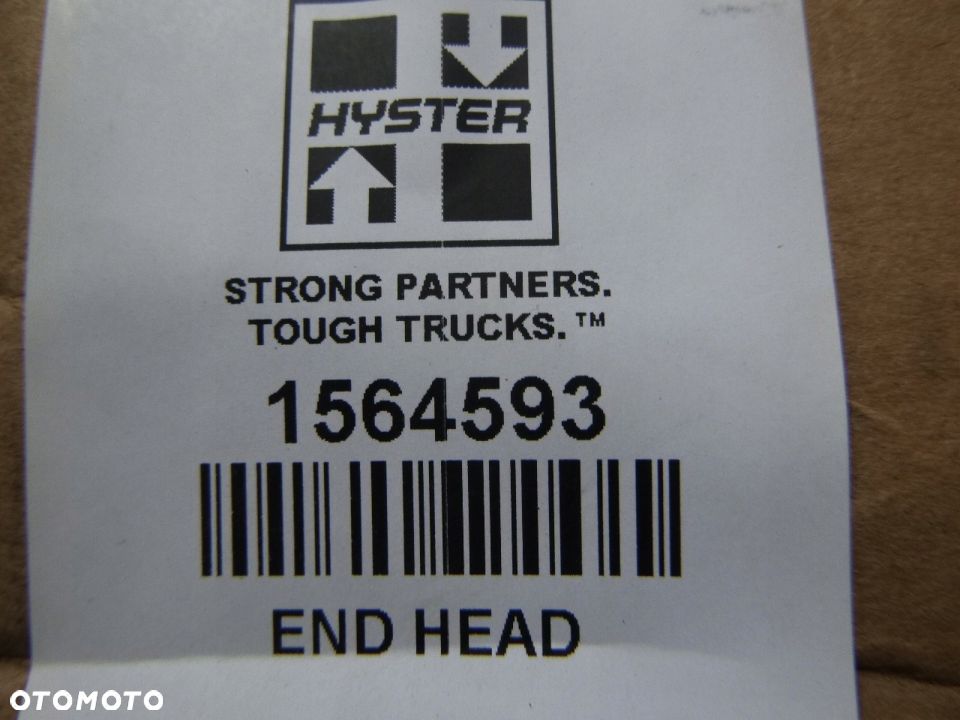 HYSTER
STRONG PARTNERS.
TOUGH TRUCKS.™
1564593
END HEAD
OTOMOTO